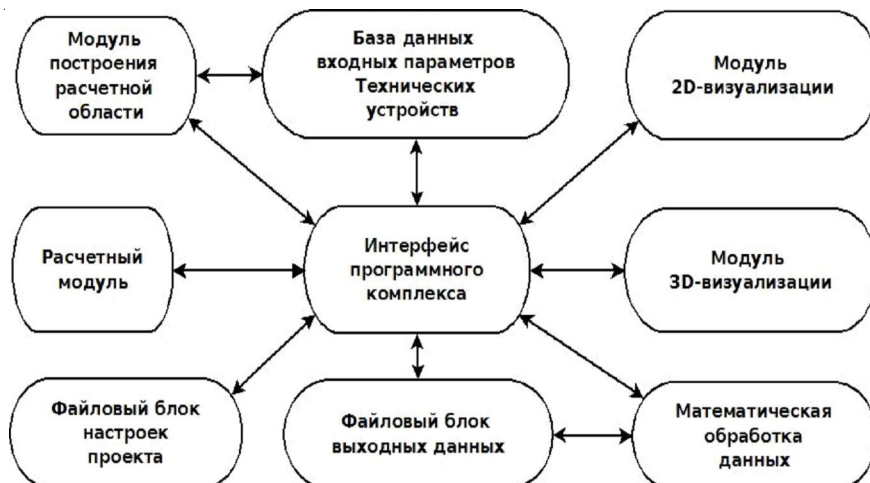 Модуль
построения
расчетной
области
База данных
входных параметров
Технических
устройств
Модуль
2D-визуализации
Расчетный
модуль
Интерфейс
программного
комплекса
Модуль
3D-визуализации
Файловый блок
настроек
проекта
Файловый блок
выходных данных
Математическая
обработка
данных